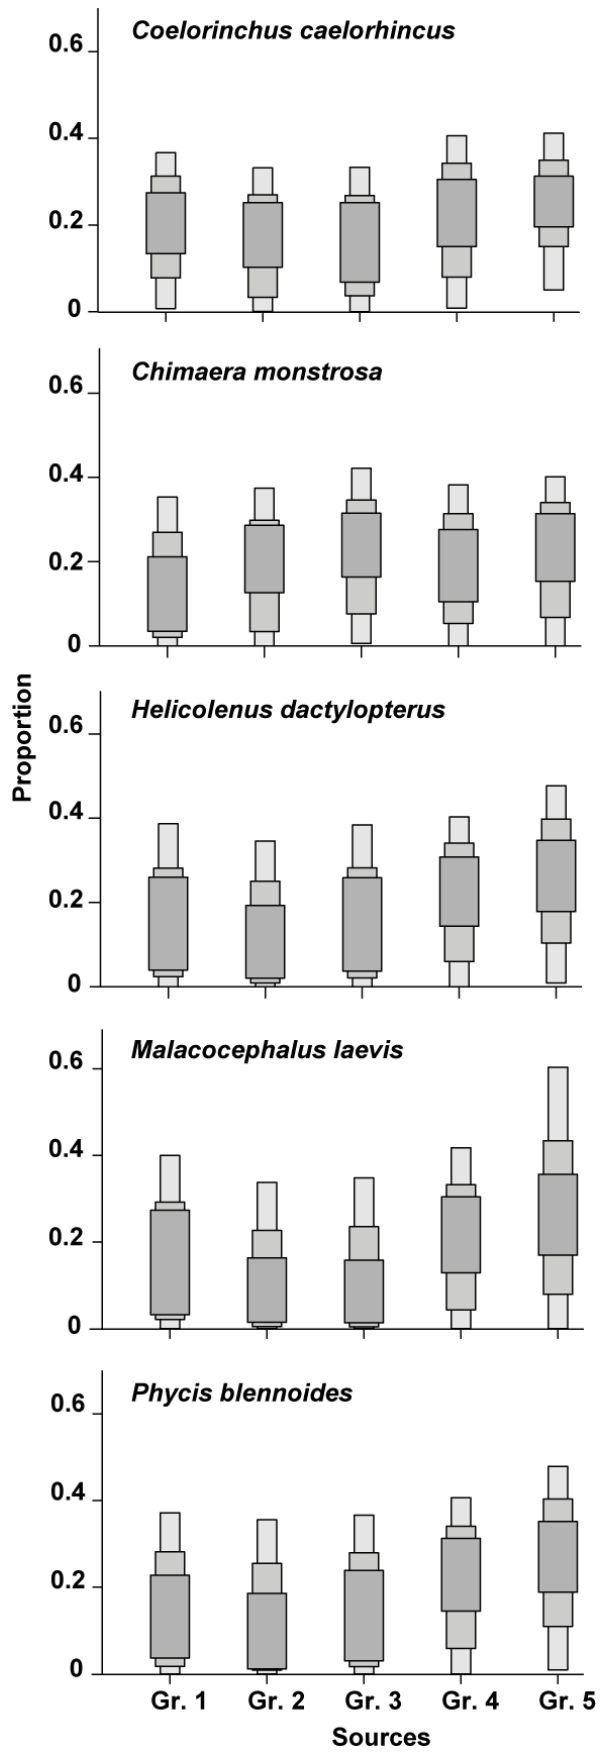 Coelorinchus caelorhincus
0.6
0.4
0.2
0
Chimaera monstrosa
0.6
0.4
0.2
0
Proportion
Helicolenus dactylopterus
0.6
0.4
0.2
0
Malacocephalus laevis
0.6
0.4
0.2
0
Phycis blennoides
0.6
0.4
0.2
0
Gr. 1 Gr. 2 Gr. 3 Gr. 4 Gr. 5
Sources